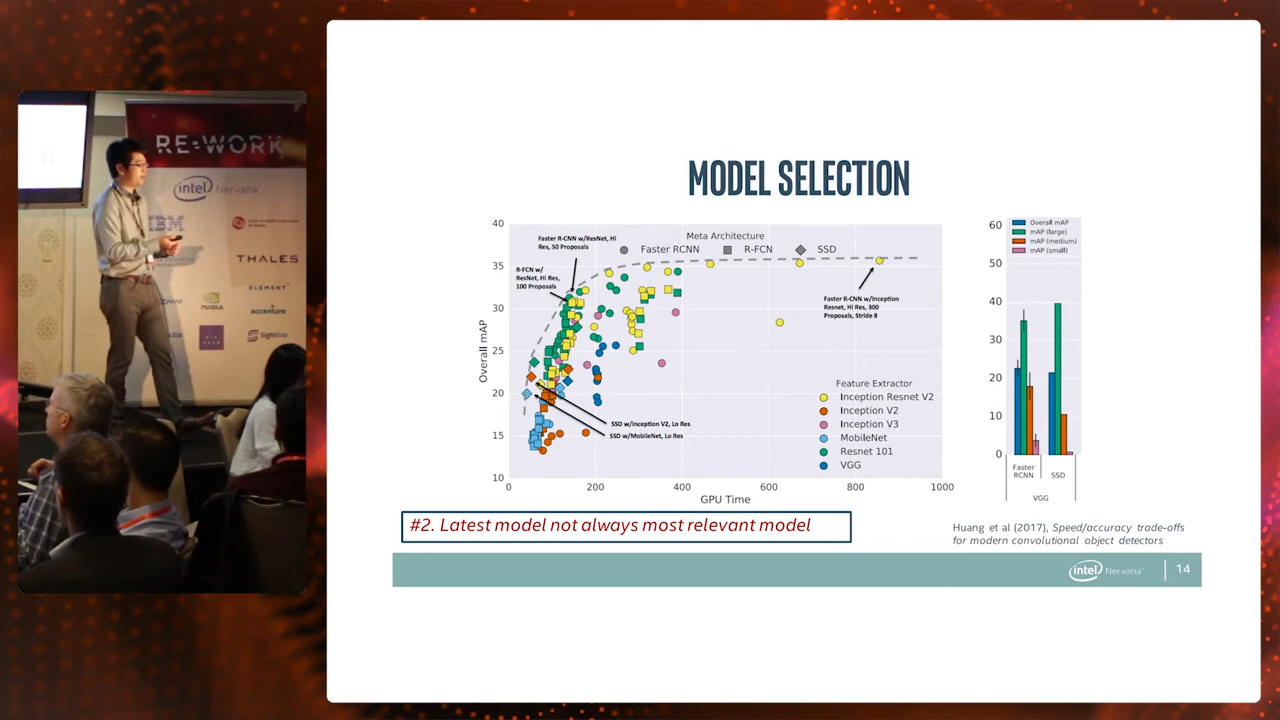 RE•WORK
intel Nervana
IBM
THALES
ELEMENT
NVIDIA
accenture
Sightline
MODEL SELECTION
40
35
30
25
20
15
10
0
200
400
600
800
1000
Overall mAP
GPU Time
Meta Architecture
Faster RCNN
R-FCN
SSD
Faster R-CNN w/ResNet, Hi
Res, 50 Proposals
R-FCN w/
ResNet, Hi Res,
100 Proposals
Faster R-CNN w/Inception
Resnet, Hi Res, 300
Proposals, Stride 8
SSD w/Inception V2, Lo Res
SSD w/MobileNet, Lo Res
Feature Extractor
Inception Resnet V2
Inception V2
Inception V3
MobileNet
Resnet 101
VGG
60
50
40
30
20
10
0
Overall mAP
mAP (large)
mAP (medium)
mAP (small)
Faster
RCNN
SSD
VGG
#2. Latest model not always most relevant model
Huang et al (2017), Speed/accuracy trade-offs
for modern convolutional object detectors
intel Nervana™
14